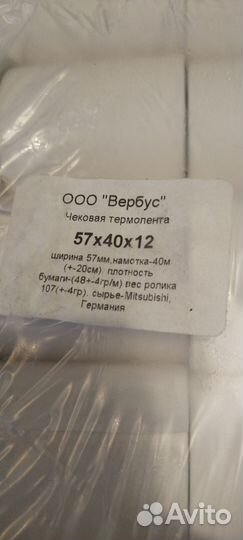 ООО "Вербус"
Чековая термолента
57х40х12
ширина 57мм,намотка-40м
(+-20см) плотность
бумаги-(48+-4гр/м) вес ролика
107(+-4гр). сырье-Mitsubishi,
Германия
Avito